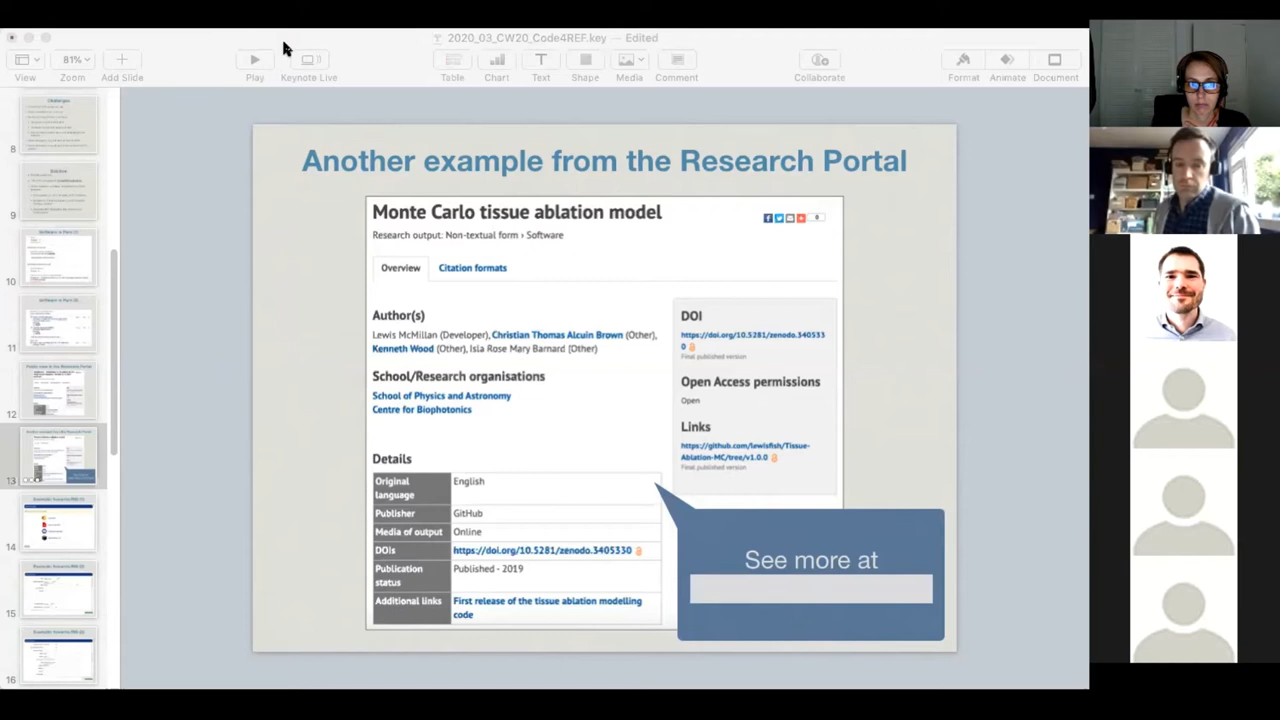 2020_03_CW20_Code4REF.key — Edited
81%
View
Zoom
Add Slide
Play
Keynote Live
Table
Chart
Text
Shape
Media
Comment
Collaborate
Format
Animate
Document
Challenges
8
Solution
9
10
11
12
13
14
15
16
Another example from the Research Portal
Monte Carlo tissue ablation model
0
Research output: Non-textual form › Software
Overview
Citation formats
Author(s)
Lewis McMillan (Developer), Christian Thomas Alcuin Brown (Other),
Kenneth Wood (Other), Isla Rose Mary Barnard (Other)
School/Research organisations
School of Physics and Astronomy
Centre for Biophotonics
Details
Original
language
English
Publisher
GitHub
Media of output
Online
DOIs
https://doi.org/10.5281/zenodo.3405330
Publication
status
Published - 2019
Additional links
First release of the tissue ablation modelling
code
DOI
https://doi.org/10.5281/zenodo.340533
0
Final published version
Open Access permissions
Open
Links
https://github.com/lewisfish/Tissue-
Ablation-MC/tree/v1.0.0
Final published version
See more at